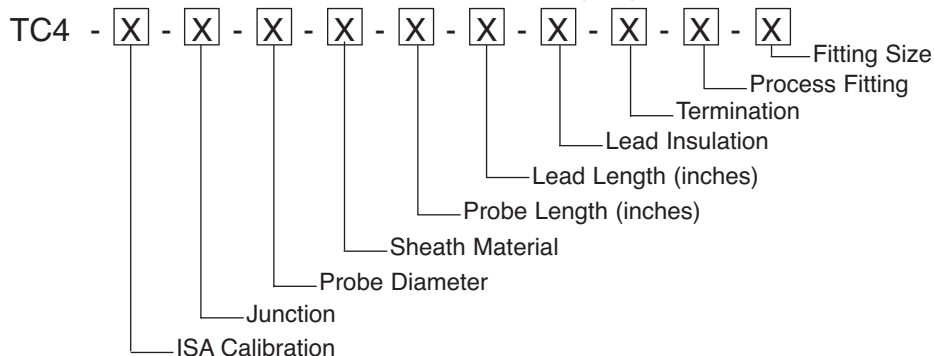 TC4 - X - X - X - X - X - X - X - X - X - X
Fitting Size
Process Fitting
Termination
Lead Insulation
Lead Length (inches)
Probe Length (inches)
Sheath Material
Probe Diameter
Junction
ISA Calibration